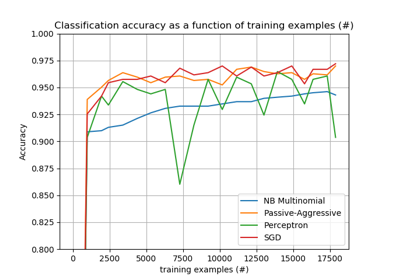 Classification accuracy as a function of training examples (#)
1.000
0.975
0.950
0.925
0.900
0.875
0.850
0.825
0.800
Accuracy
NB Multinomial
Passive-Aggressive
Perceptron
SGD
0 2500 5000 7500 10000 12500 15000 17500
training examples (#)